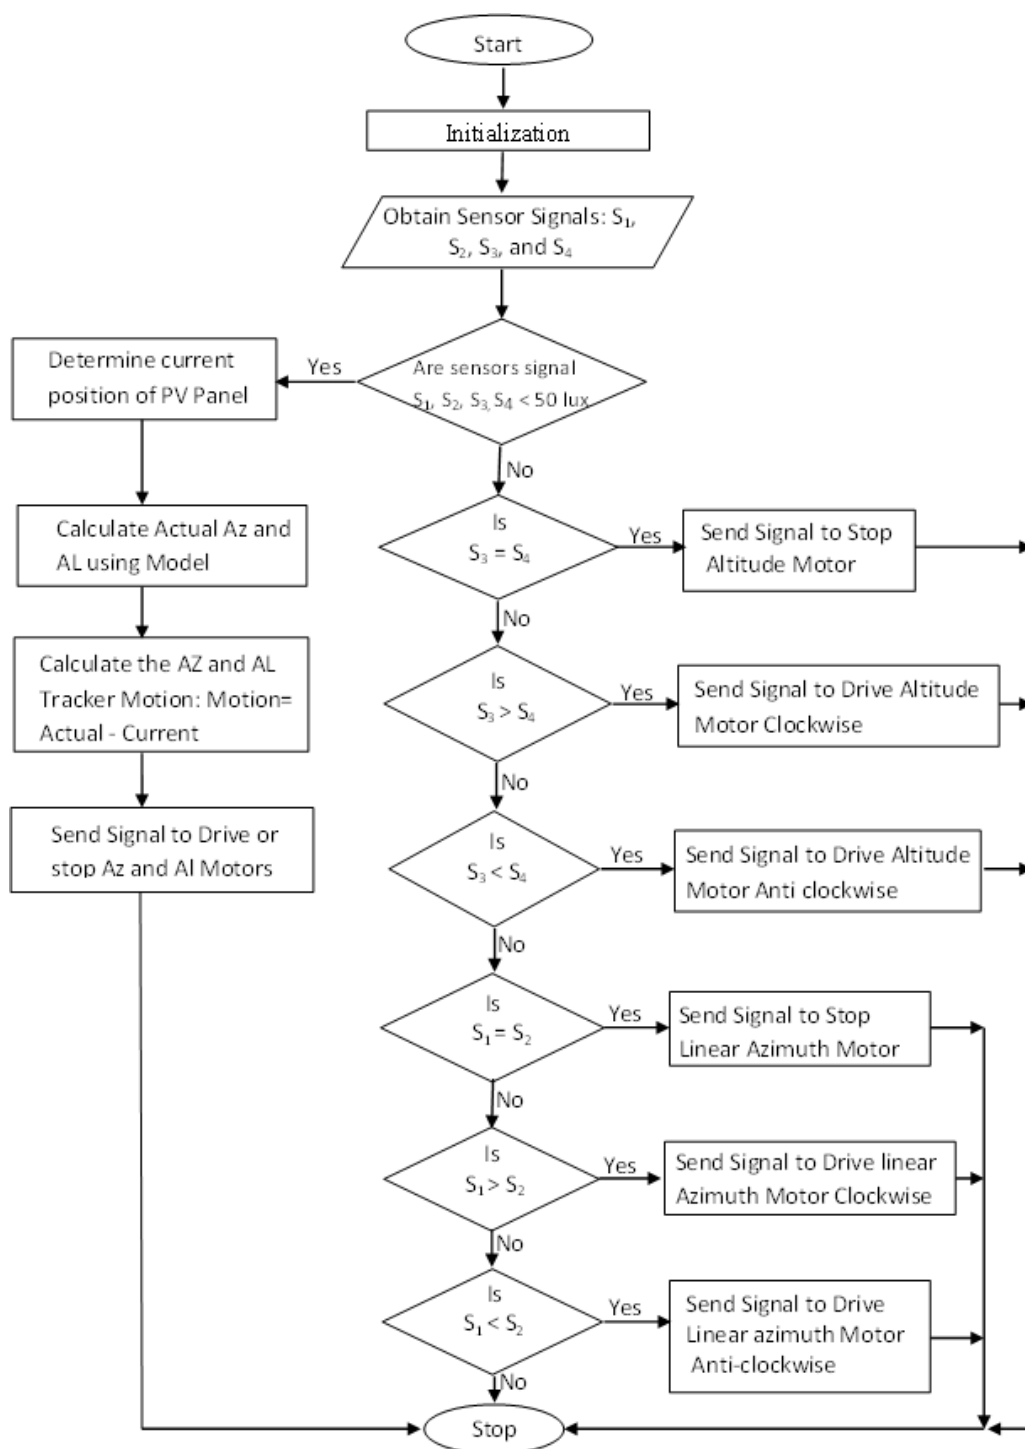 Start
Initialization
Obtain Sensor Signals: S₁,
S₂, S₃, and S₄
Are sensors signal
S₁, S₂, S₃, S₄ < 50 lux
Yes
Determine current
position of PV Panel
Calculate Actual Az and
AL using Model
Calculate the AZ and AL
Tracker Motion: Motion=
Actual - Current
Send Signal to Drive or
stop Az and Al Motors
No
Is
S₃ = S₄
Yes
Send Signal to Stop
Altitude Motor
No
Is
S₃ > S₄
Yes
Send Signal to Drive Altitude
Motor Clockwise
No
Is
S₃ < S₄
Yes
Send Signal to Drive Altitude
Motor Anti clockwise
No
Is
S₁ = S₂
Yes
Send Signal to Stop
Linear Azimuth Motor
No
Is
S₁ > S₂
Yes
Send Signal to Drive linear
Azimuth Motor Clockwise
No
Is
S₁ < S₂
Yes
Send Signal to Drive
Linear azimuth Motor
Anti-clockwise
No
Stop